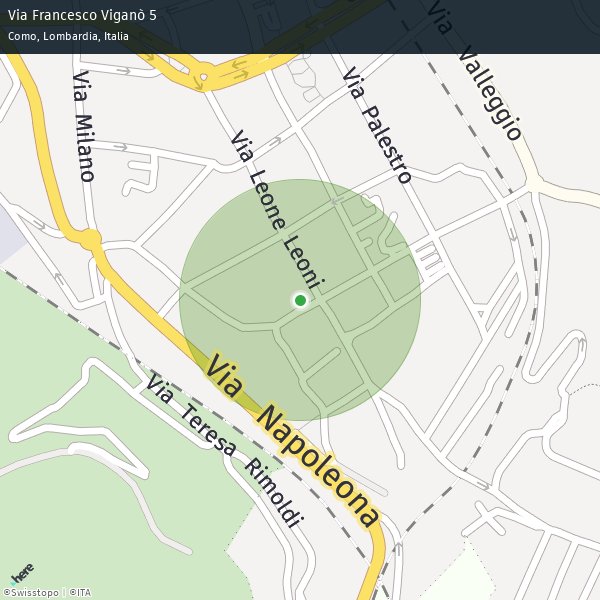 Via Francesco Viganò 5
Como, Lombardia, Italia
Via Valleggio
Via Milano
Via Palestro
Via Leone Leoni
Via Napoleona
Via Teresa Rimoldi
here
©Swisstopo | ©ITA